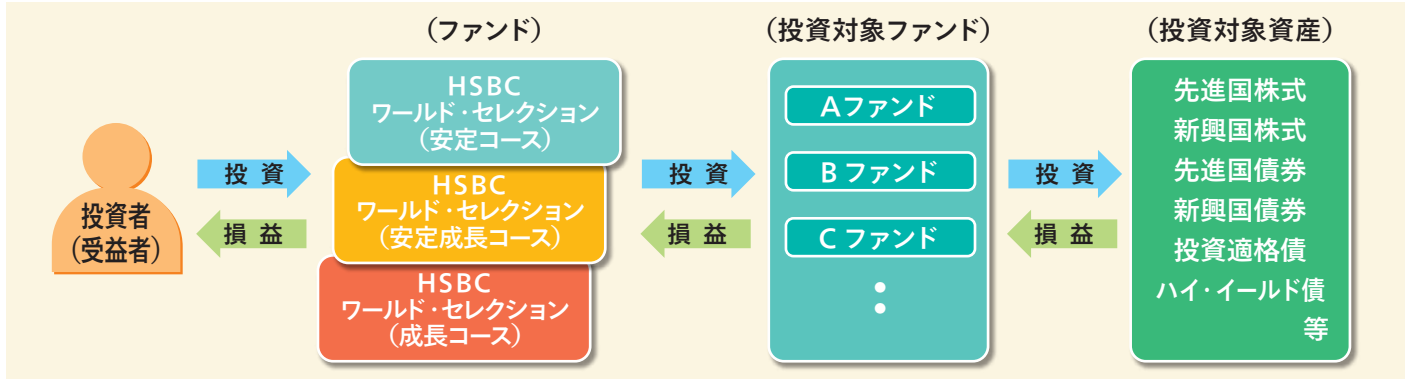 (ファンド)
(投資対象ファンド)
(投資対象資産)
投資者
(受益者)
投 資
損 益
HSBC
ワールド・セレクション
(安定コース)
HSBC
ワールド・セレクション
(安定成長コース)
HSBC
ワールド・セレクション
(成長コース)
投 資
損 益
Aファンド
B ファンド
C ファンド
投 資
損 益
先進国株式
新興国株式
先進国債券
新興国債券
投資適格債
ハイ・イールド債
等